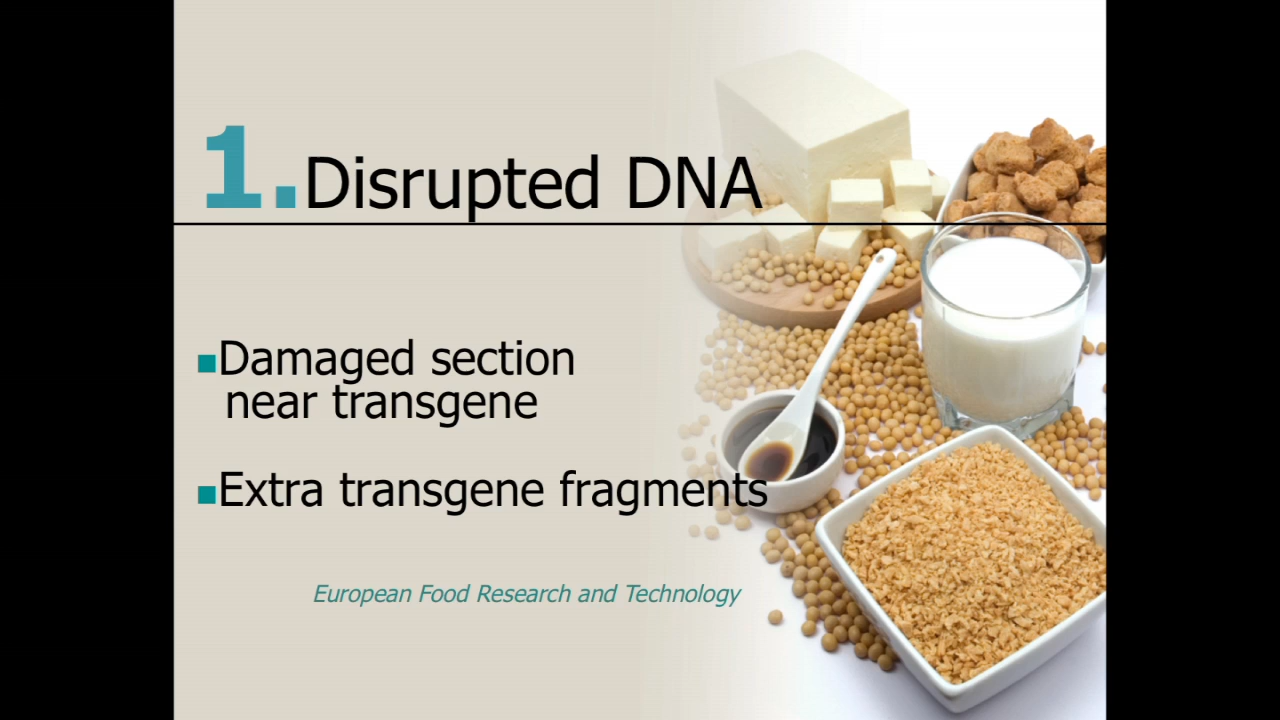 1.Disrupted DNA
Damaged section
near transgene
Extra transgene fragments
European Food Research and Technology